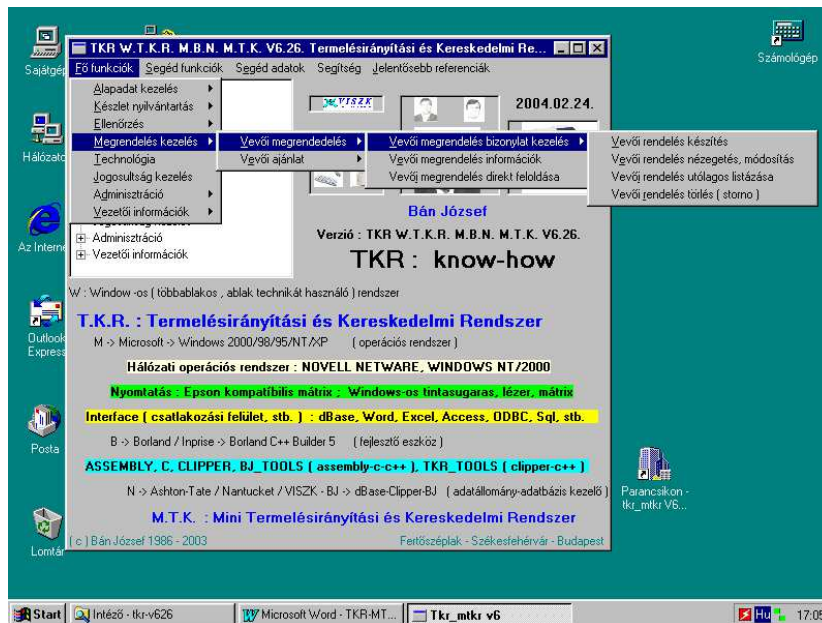 Sajátgép
Számológép
TKR W.T.K.R. M.B.N. M.T.K. V6.26. Termelésirányítási és Kereskedelmi Re...
Fő funkciók Segéd funkciók Segéd adatok Segítség Jelentősebb referenciák
Alapadat kezelés
Készlet nyilvántartás
Ellenőrzés
Megrendelés kezelés
Technológia
Jogosultság kezelés
Adminisztráció
Vezetői információk
VISZK
2004.02.24.
Vevői megrendedelés
Vevői ajánlat
Vevői megrendelés bizonylat kezelés
Vevői megrendelés információk
Vevői megrendelés direkt feloldása
Vevői rendelés készítés
Vevői rendelés nézegetés, módosítás
Vevői rendelés utólagos listázása
Vevői rendelés törlés ( storno )
Adminisztráció
Vezetői információk
Bán József
Verzió : TKR W.T.K.R. M.B.N. M.T.K. V6.26.
TKR : know-how
W : Window -os ( többablakos , ablak technikát használó ) rendszer
T.K.R. : Termelésirányítási és Kereskedelmi Rendszer
M -> Microsoft -> Windows 2000/98/95/NT/XP ( operációs rendszer )
Hálózati operációs rendszer : NOVELL NETWARE, WINDOWS NT/2000
Nyomtatás : Epson kompatíbilis mátrix ; Windows-os tintasugaras, lézer, mátrix
Interface ( csatlakozási felület, stb. ) : dBase, Word, Excel, Access, ODBC, Sql, stb.
B -> Borland / Inprise -> Borland C++ Builder 5 ( fejlesztő eszköz )
ASSEMBLY, C, CLIPPER, BJ_TOOLS ( assembly-c-c++ ), TKR_TOOLS ( clipper-c++ )
N -> Ashton-Tate / Nantucket / VISZK - BJ -> dBase-Clipper-BJ ( adatállomány-adatbázis kezelő )
M.T.K. : Mini Termelésirányítási és Kereskedelmi Rendszer
( c ) Bán József 1986 - 2003
Fertőszéplak - Székesfehérvár - Budapest
Hálózato
Az Interne
Outlook
Express
Posta
Lomtár
Parancsikon -
tkr_mtkr V6...
Start Intéző - tkr-v626 Microsoft Word - TKR-MT... Tkr_mtkr v6 Hu 17:05